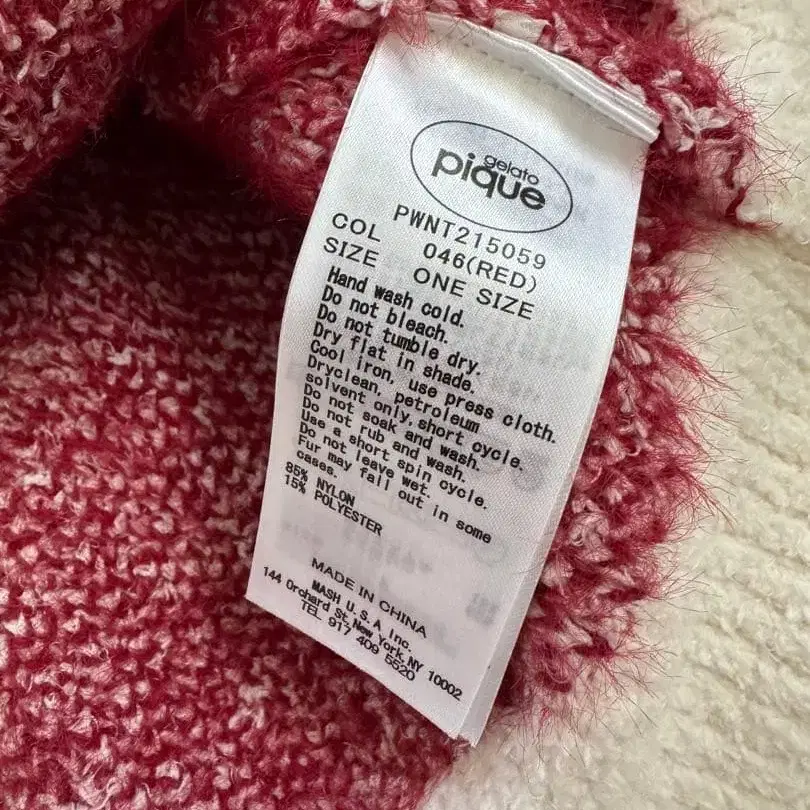 gelato
pique
PWNT215059
COL 046(RED)
SIZE ONE SIZE
Hand wash cold.
Do not bleach.
Do not tumble dry.
Dry flat in shade.
Cool iron, use press cloth.
Dryclean, petroleum
solvent only, short cycle.
Do not soak and wash.
Do not rub and wash.
Use a short spin cycle.
Do not leave wet.
Fur may fall out in some
cases.
85% NYLON
15% POLYESTER
MADE IN CHINA
MASH U.S.A Inc.
144 Orchard St, New York, NY 10002
TEL 917 409 5520